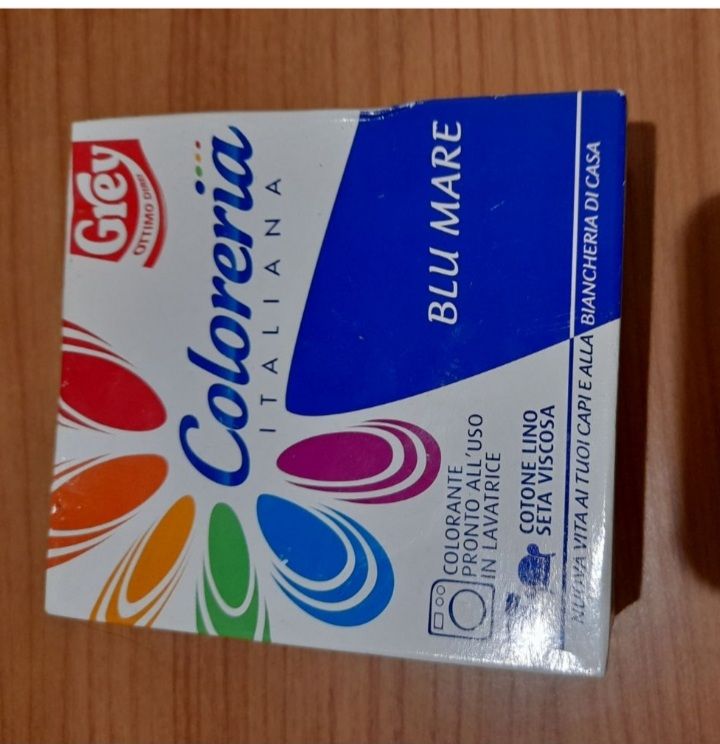 Grey
OTTIMO DIREI
Coloreria
ITALIANA
BLU MARE
COLORANTE
PRONTO ALL'USO
IN LAVATRICE
COTONE LINO
SETA VISCOSA
NUOVA VITA AI TUOI CAPI E ALLA BIANCHERIA DI CASA